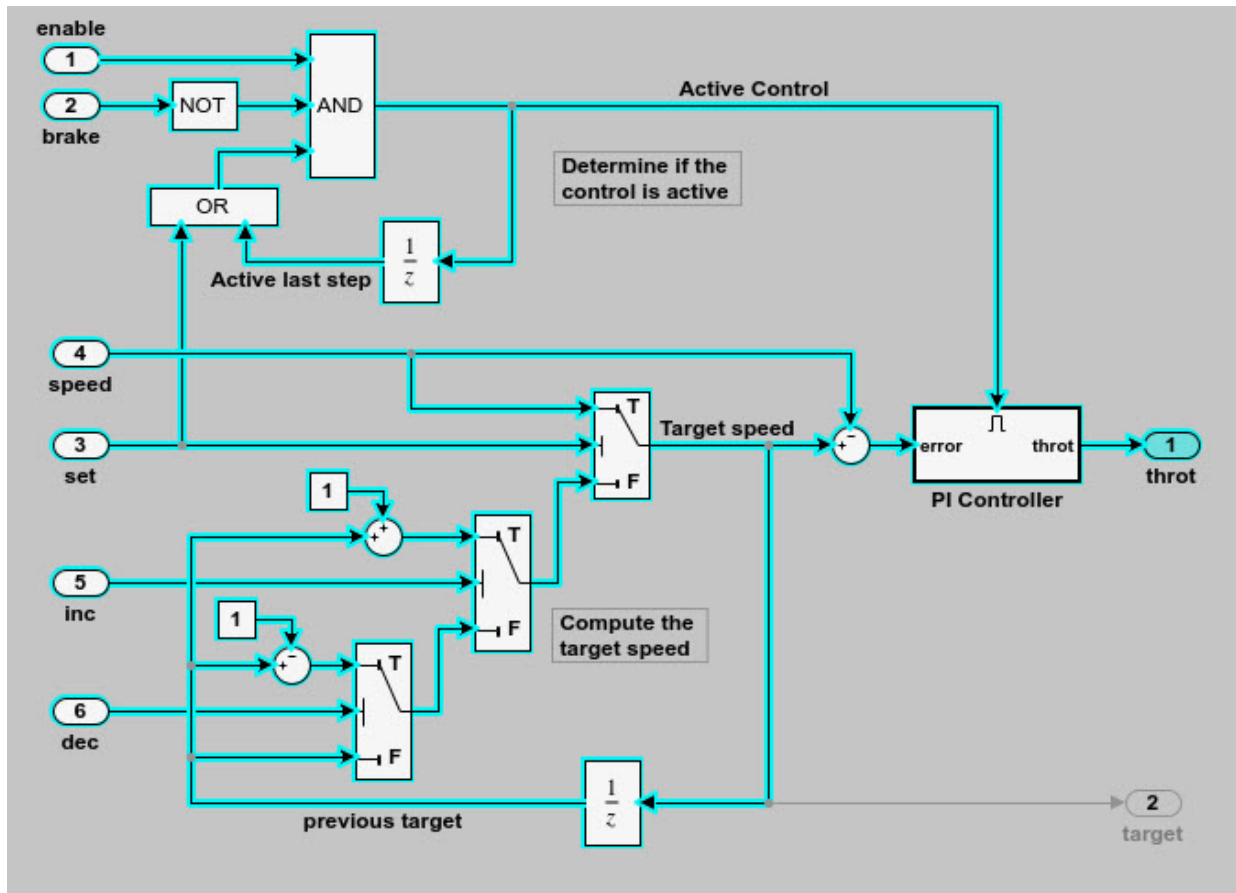 enable
1
2
brake
NOT
AND
OR
Active Control
Determine if the
control is active
1
z
Active last step
4
speed
3
set
T
F
Target speed
+
−
error
throt
PI Controller
1
throt
1
+
+
T
F
5
inc
1
+
−
T
F
Compute the
target speed
6
dec
1
z
previous target
2
target